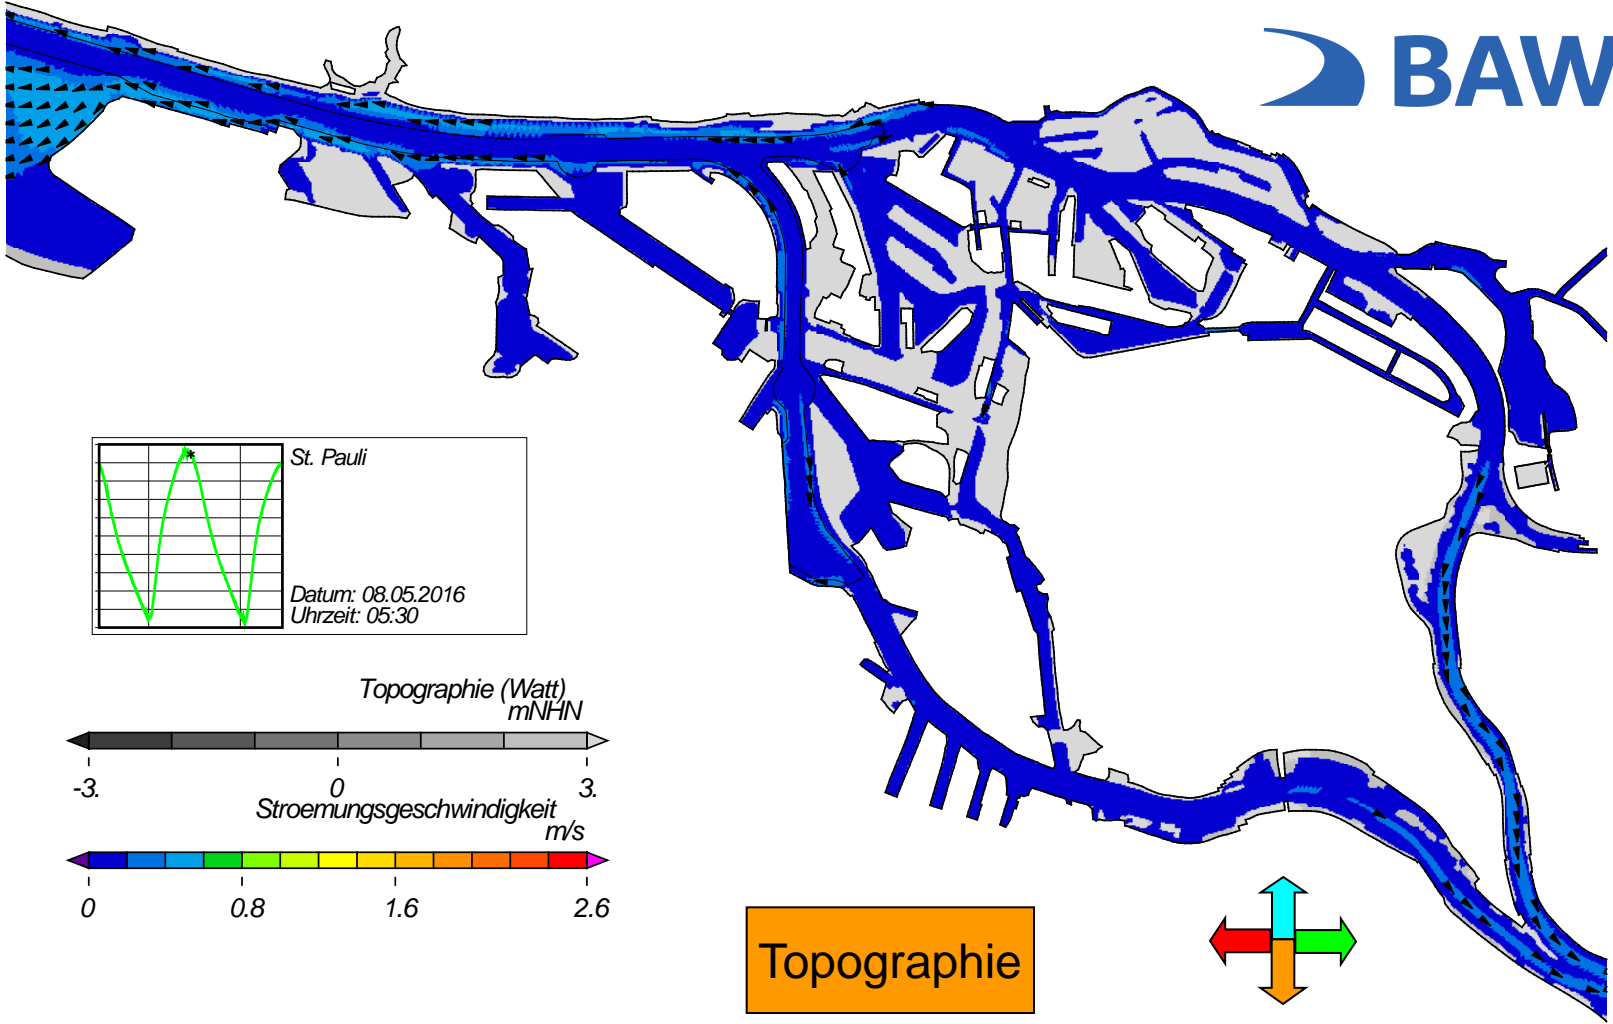 BAW
St. Pauli
Datum: 08.05.2016
Uhrzeit: 05:30
Topographie (Watt)
mNHN
-3. 0 3.
Stroemungsgeschwindigkeit
m/s
0 0.8 1.6 2.6
Topographie